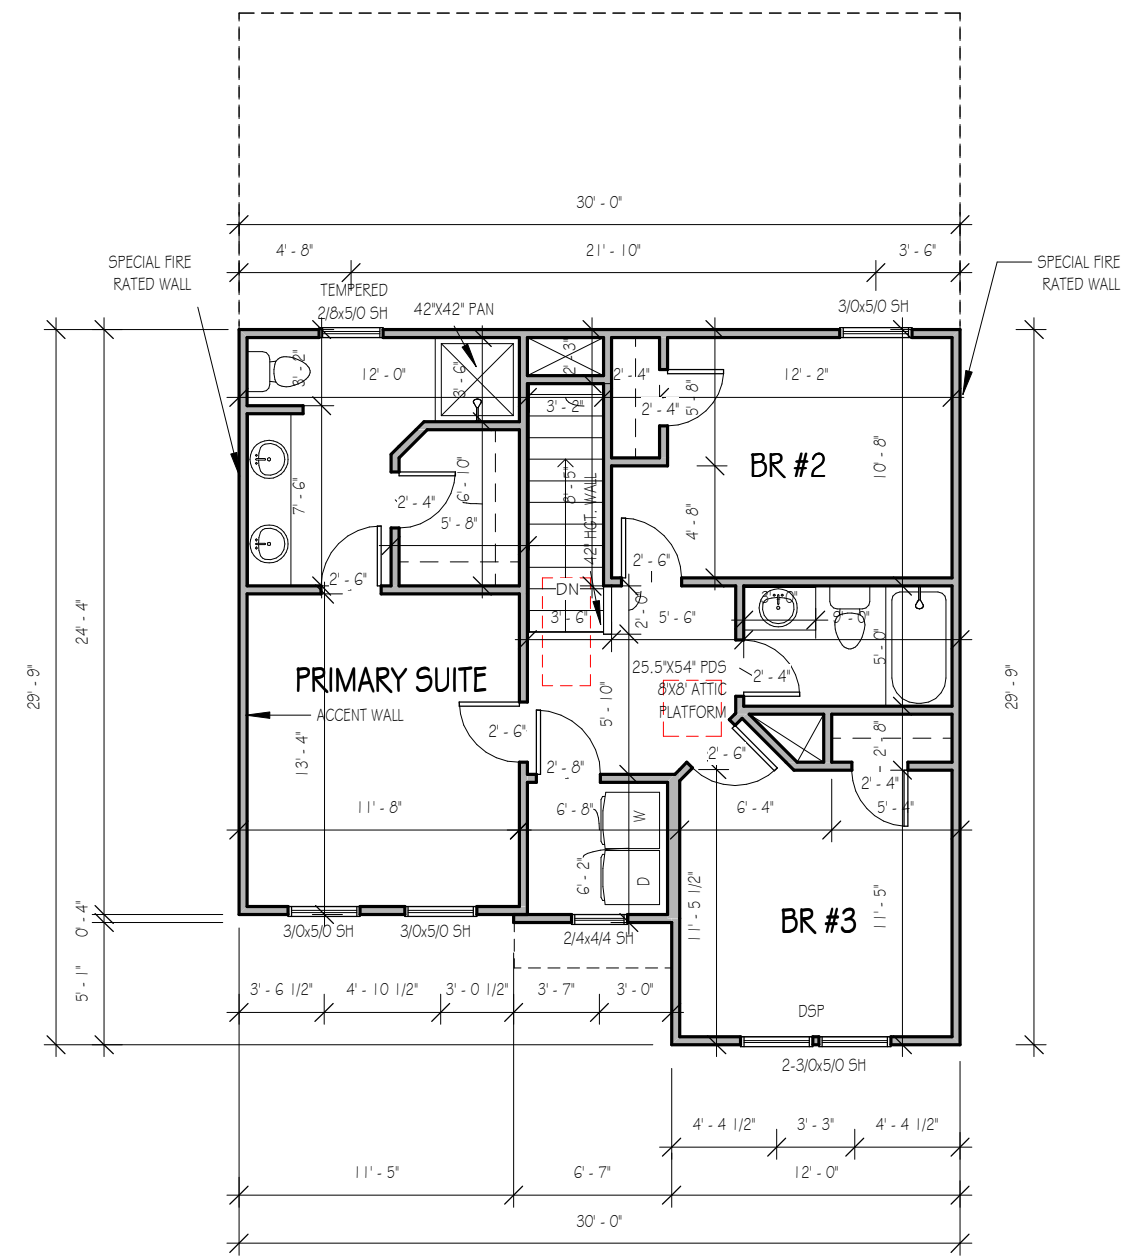 30' - 0"
4' - 8"
21' - 10"
3' - 6"
SPECIAL FIRE
RATED WALL
SPECIAL FIRE
RATED WALL
TEMPERED
2/8x5/0 SH
42"X42" PAN
3/0x5/0 SH
3' - 2"
12' - 0"
3' - 6"
2' - 3"
2' - 4"
12' - 2"
3' - 2"
2' - 4"
5' - 8"
BR #2
10' - 8"
7' - 6"
2' - 4"
6' - 10"
5' - 8"
8' - 5"
42" HGT. WALL
4' - 8"
2' - 6"
2' - 6"
DN
3' - 6"
2' - 0"
5' - 6"
3' - 0"
5' - 0"
24' - 4"
29' - 9"
29' - 9"
PRIMARY SUITE
25.5"X54" PDS
8'X8' ATTIC
PLATFORM
2' - 4"
ACCENT WALL
5' - 10"
2' - 6"
13' - 4"
2' - 8"
2' - 6"
2' - 8"
2' - 4"
11' - 8"
6' - 8"
W
6' - 4"
5' - 4"
6' - 2"
D
11' - 5 1/2"
BR #3
11' - 5"
0' - 4"
3/0x5/0 SH
3/0x5/0 SH
2/4x4/4 SH
5' - 1"
3' - 6 1/2"
4' - 10 1/2"
3' - 0 1/2"
3' - 7"
3' - 0"
DSP
2-3/0x5/0 SH
4' - 4 1/2"
3' - 3"
4' - 4 1/2"
11' - 5"
6' - 7"
12' - 0"
30' - 0"